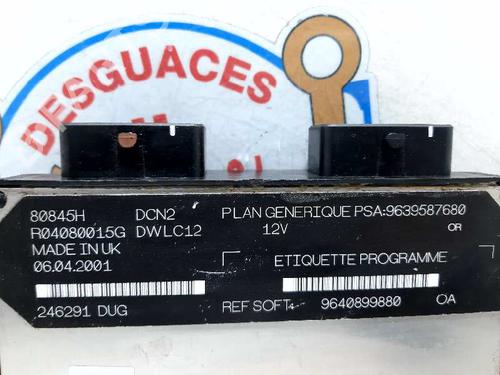 DESGUACES
80845H DCN2 PLAN GENERIQUE PSA:9639587680
R04080015G DWLC12 12V OR
MADE IN UK
06.04.2001 ETIQUETTE PROGRAMME
246291 DUG REF SOFT: 9640899880 OA